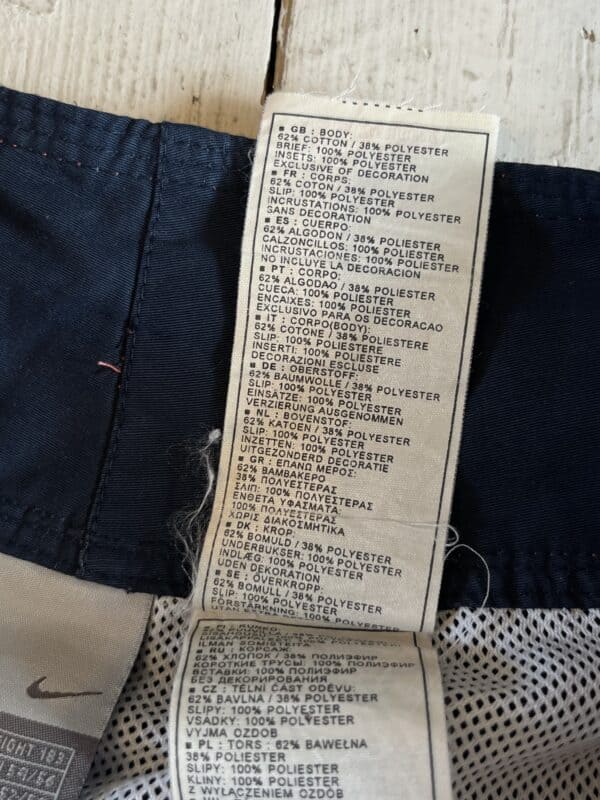 ■ GB : BODY:
62% COTTON / 38% POLYESTER
BRIEF: 100% POLYESTER
INSETS: 100% POLYESTER
EXCLUSIVE OF DECORATION
■ FR : CORPS:
62% COTON / 38% POLYESTER
SLIP: 100% POLYESTER
INCRUSTATIONS: 100% POLYESTER
SANS DECORATION
■ ES : CUERPO:
62% ALGODON / 38% POLIESTER
CALZONCILLOS: 100% POLIESTER
INCRUSTACIONES: 100% POLIESTER
NO INCLUYE LA DECORACION
■ PT : CORPO:
62% ALGODAO / 38% POLIESTER
CUECA: 100% POLIESTER
ENCAIXES: 100% POLIESTER
EXCLUSIVO PARA OS DECORACAO
■ IT : CORPO(BODY):
62% COTONE / 38% POLIESTERE
SLIP: 100% POLIESTERE
INSERTI: 100% POLIESTERE
DECORAZIONI ESCLUSE
■ DE : OBERSTOFF:
62% BAUMWOLLE / 38% POLYESTER
SLIP: 100% POLYESTER
EINSÄTZE: 100% POLYESTER
VERZIERUNG AUSGENOMMEN
■ NL : BOVENSTOF:
62% KATOEN / 38% POLYESTER
SLIP: 100% POLYESTER
INZETTEN: 100% POLYESTER
UITGEZONDERD DECORATIE
■ GR : ΕΠΑΝΩ ΜΕΡΟΣ:
62% ΒΑΜΒΑΚΕΡΟ
38% ΠΟΛΥΕΣΤΕΡΑΣ
ΣΛΙΠ: 100% ΠΟΛΥΕΣΤΕΡΑΣ
ΕΝΘΕΤΑ ΥΦΑΣΜΑΤΑ:
100% ΠΟΛΥΕΣΤΕΡΑΣ
ΧΩΡΙΣ ΔΙΑΚΟΣΜΗΤΙΚΑ
■ DK : KROP:
62% BOMULD / 38% POLYESTER
UNDERBUKSER: 100% POLYESTER
INDLÆG: 100% POLYESTER
UDEN DEKORATION
■ SE : ÖVERKROPP:
62% BOMULL / 38% POLYESTER
SLIP: 100% POLYESTER
FÖRSTÄRKNING: 100% POLYESTER
■ RU : КОРСАЖ:
62% ХЛОПОК / 38% ПОЛИЭФИР
КОРОТКИЕ ТРУСЫ: 100% ПОЛИЭФИР
ВСТАВКИ: 100% ПОЛИЭФИР
БЕЗ ДЕКОРИРОВАНИЯ
■ CZ : TĚLNÍ ČÁST ODĚVU:
62% BAVLNA / 38% POLYESTER
SLIPY: 100% POLYESTER
VSADKY: 100% POLYESTER
VYJMA OZDOB
■ PL : TORS : 62% BAWEŁNA
38% POLIESTER
SLIPY: 100% POLIESTER
KLINY: 100% POLIESTER
Z WYŁĄCZENIEM OZDÓB